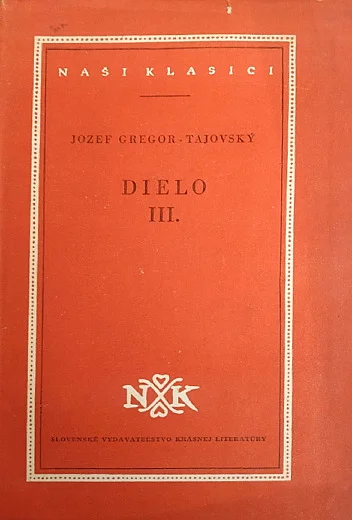 NAŠI KLASICI
JOZEF GREGOR-TAJOVSKÝ
DIELO
III.
NK
SLOVENSKÉ VYDAVATEĽSTVO KRÁSNEJ LITERATÚRY